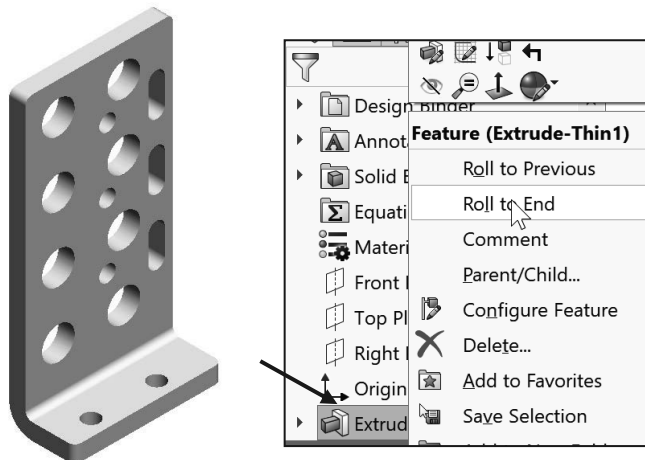 Design Binder
Annot
Solid
Equati
Materi
Front
Top Pl
Right
Origin
Extrud
Feature (Extrude-Thin1)
Roll to Previous
Roll to End
Comment
Parent/Child...
Configure Feature
Delete...
Add to Favorites
Save Selection